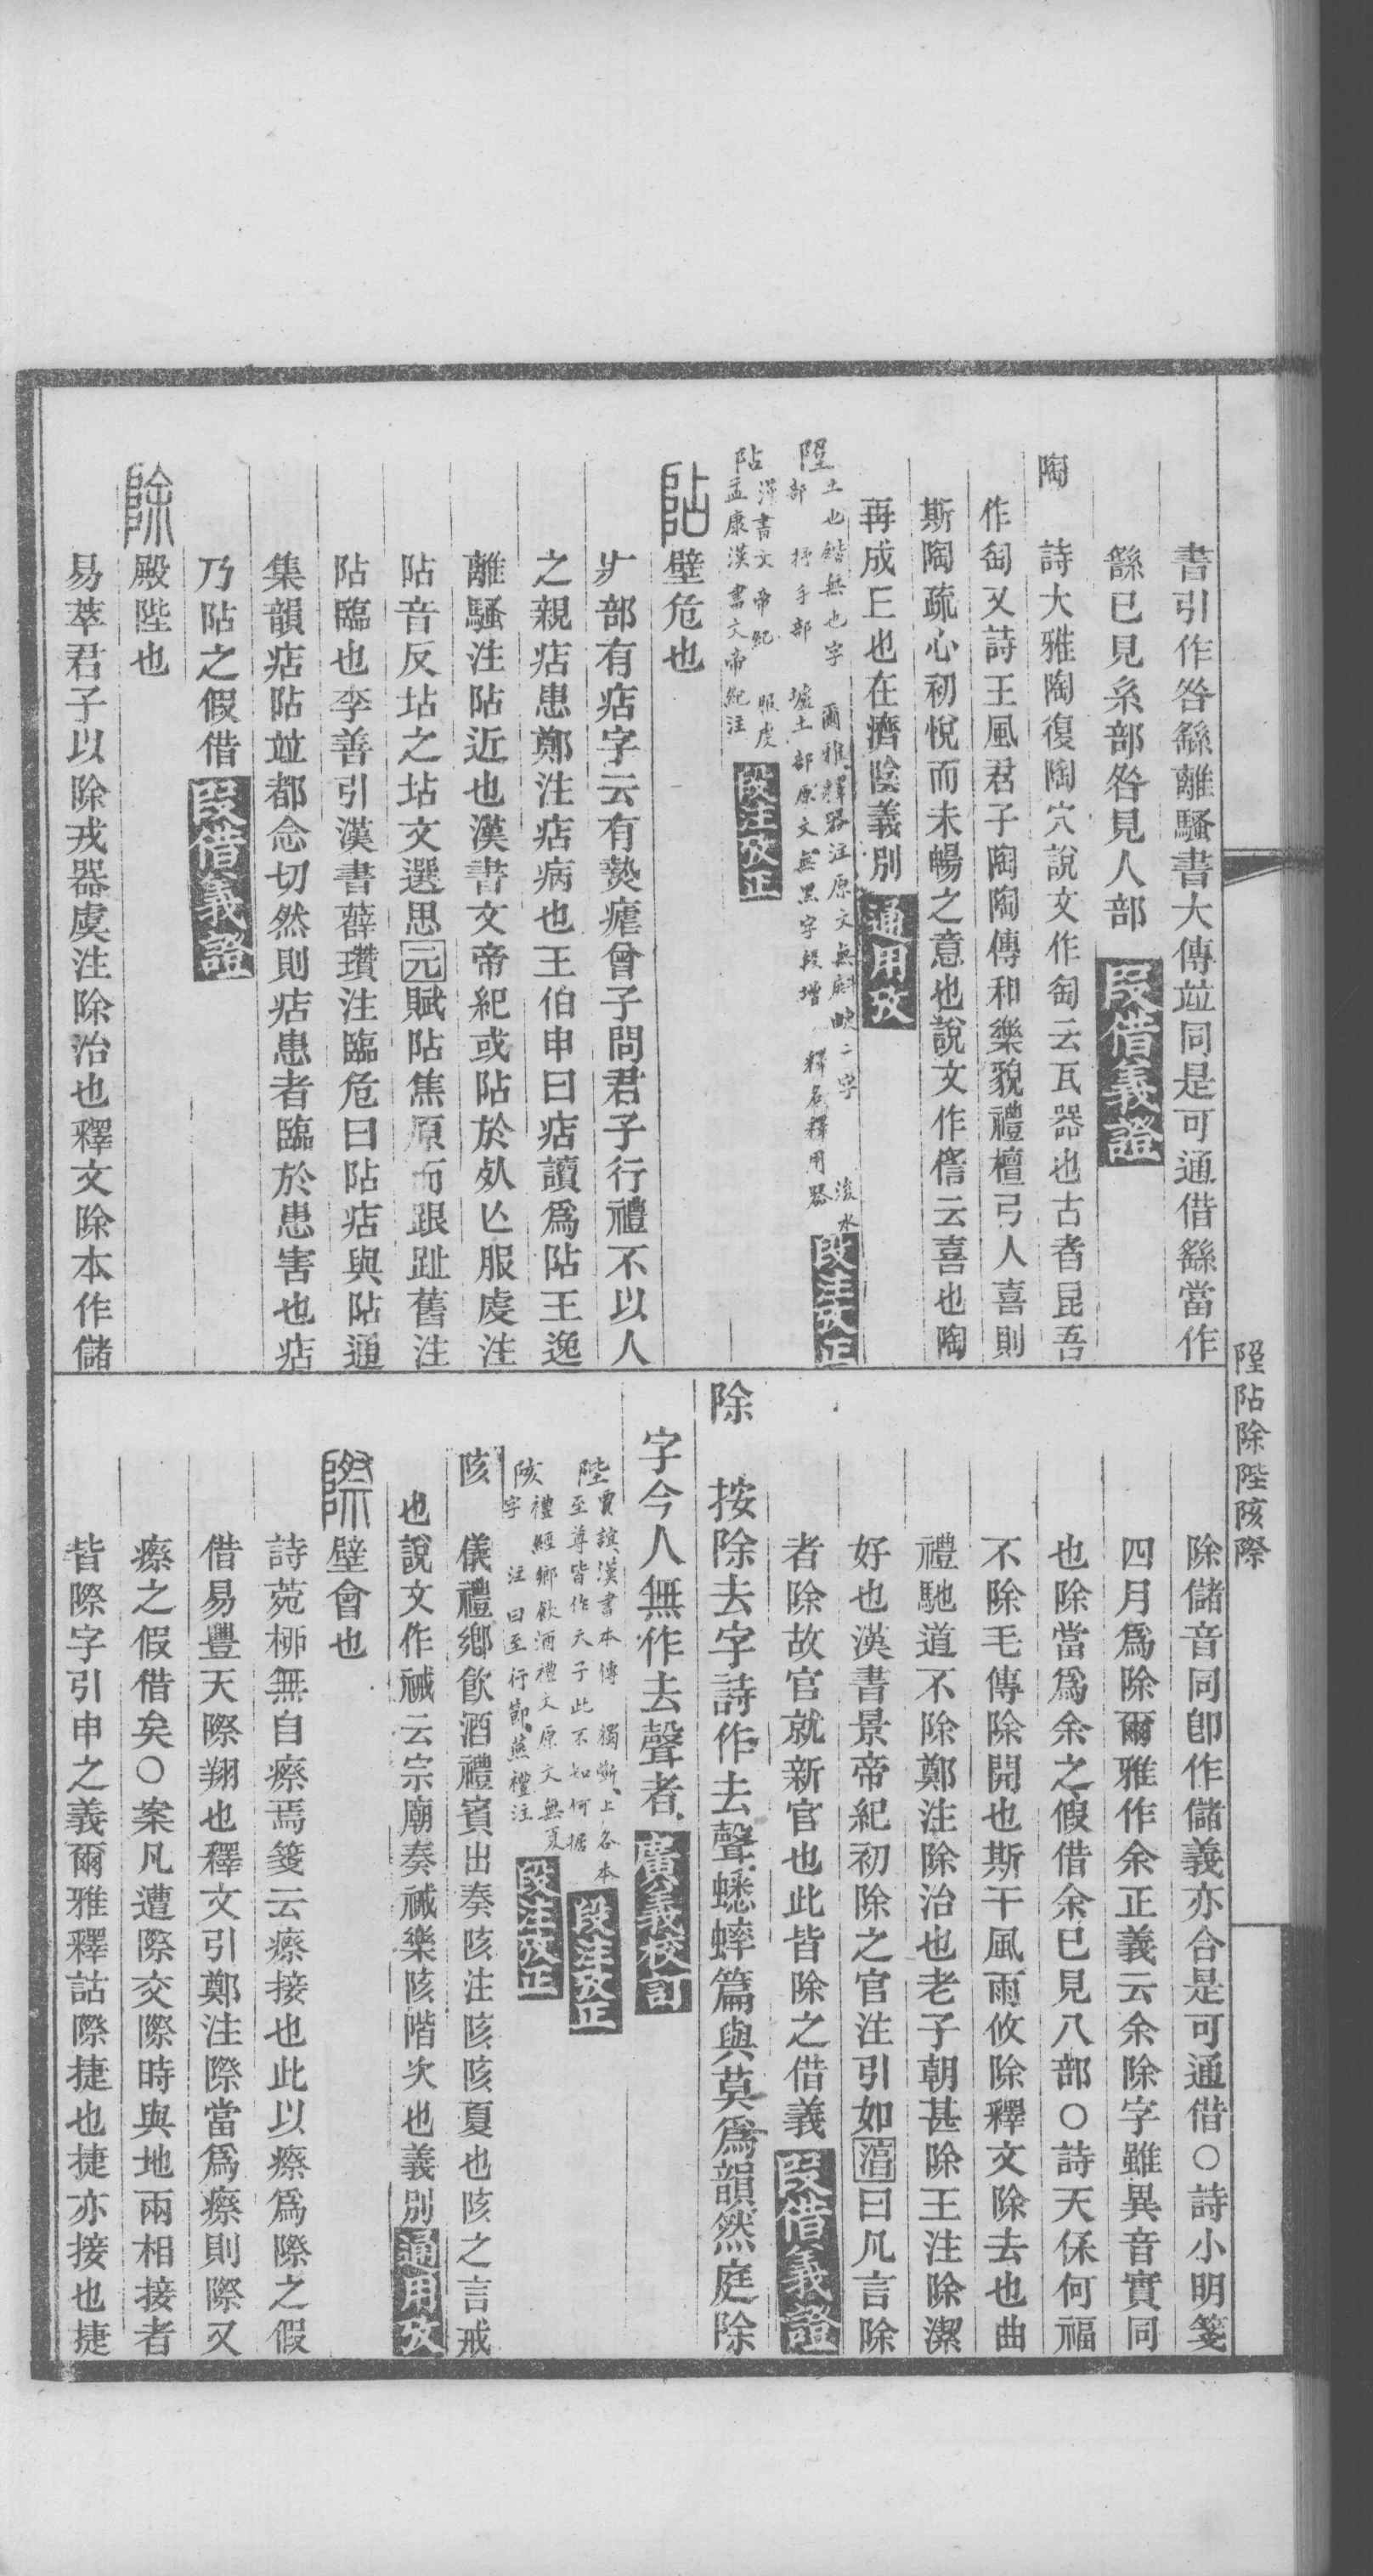 書引作咎繇離騷書大傳竝同是可通借繇當作
繇已見糸部咎見人部 叚借義證
陶 詩大雅陶復陶穴說文作匋云瓦器也古者昆吾
作匋又詩王風君子陶陶傳和樂貌禮檀弓人喜則
斯陶疏心初悅而未暢之意也說文作僐云喜也陶
再成丘也在濟陰義別 通用攷
土也鍇無也字 爾雅釋器注原文無 二字 浚水
部 抒手部 壚土部原文無黑字段增 釋名釋用器 段注攷正
阽 漢書文帝紀 服虔
孟康漢書文帝紀注 段注攷正
阽 壁危也
疒部有痁字云有熱瘧曾子問君子行禮不以人
之親痁患鄭注痁病也王伯申曰痁讀爲阽王逸
離騷注阽近也漢書文帝紀或阽於死亾服虔注
阽音反坫之坫文選思元賦阽焦原而跟趾舊注
阽臨也李善引漢書薛瓚注臨危曰阽痁與阽通
集韻痁阽竝都念切然則痁患者臨於患害也痁
乃阽之假借 叚借義證
除 殿陛也
易萃君子以除戎器虞注除治也釋文除本作儲
除儲音同卽作儲義亦合是可通借○詩小明箋
四月爲除爾雅作余正義云余除字雖異音實同
也除當爲余之假借余已見八部○詩天保何福
不除毛傳除開也斯干風雨攸除釋文除去也曲
禮馳道不除鄭注除治也老子朝甚除王注除潔
好也漢書景帝紀初除之官注引如淳曰凡言除
者除故官就新官也此皆除之借義 叚借義證
除 按除去字詩作去聲蟋蟀篇與莫爲韻然庭除
字今人無作去聲者 廣義校訂
陛 賈誼漢書本傳 獨斷上各本
至尊皆作天子此不知何据 段注攷正
陔 禮經鄉飲酒禮文原文無夏
字 注曰至行節燕禮注 段注攷正
陔 儀禮鄉飲酒禮賓出奏陔注陔陔夏也陔之言戒
也說文作祴云宗廟奏祴樂陔階次也義別 通用攷
際 壁會也
詩菀柳無自瘵焉箋云瘵接也此以瘵爲際之假
借易豐天際翔也釋文引鄭注際當爲瘵則際又
瘵之假借矣○案凡遭際交際時與地兩相接者
皆際字引申之義爾雅釋詁際捷也捷亦接也捷
陧阽除陛陔際